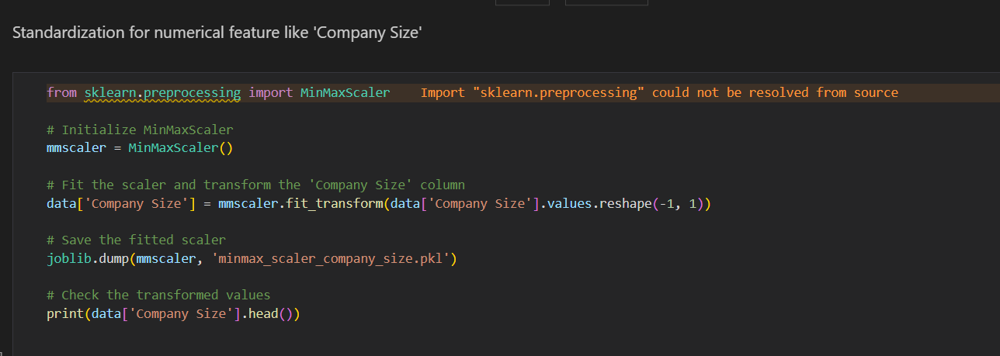 Standardization for numerical feature like 'Company Size'
from sklearn.preprocessing import MinMaxScaler    Import "sklearn.preprocessing" could not be resolved from source
# Initialize MinMaxScaler
mmscaler = MinMaxScaler()
# Fit the scaler and transform the 'Company Size' column
data['Company Size'] = mmscaler.fit_transform(data['Company Size'].values.reshape(-1, 1))
# Save the fitted scaler
joblib.dump(mmscaler, 'minmax_scaler_company_size.pkl')
# Check the transformed values
print(data['Company Size'].head())